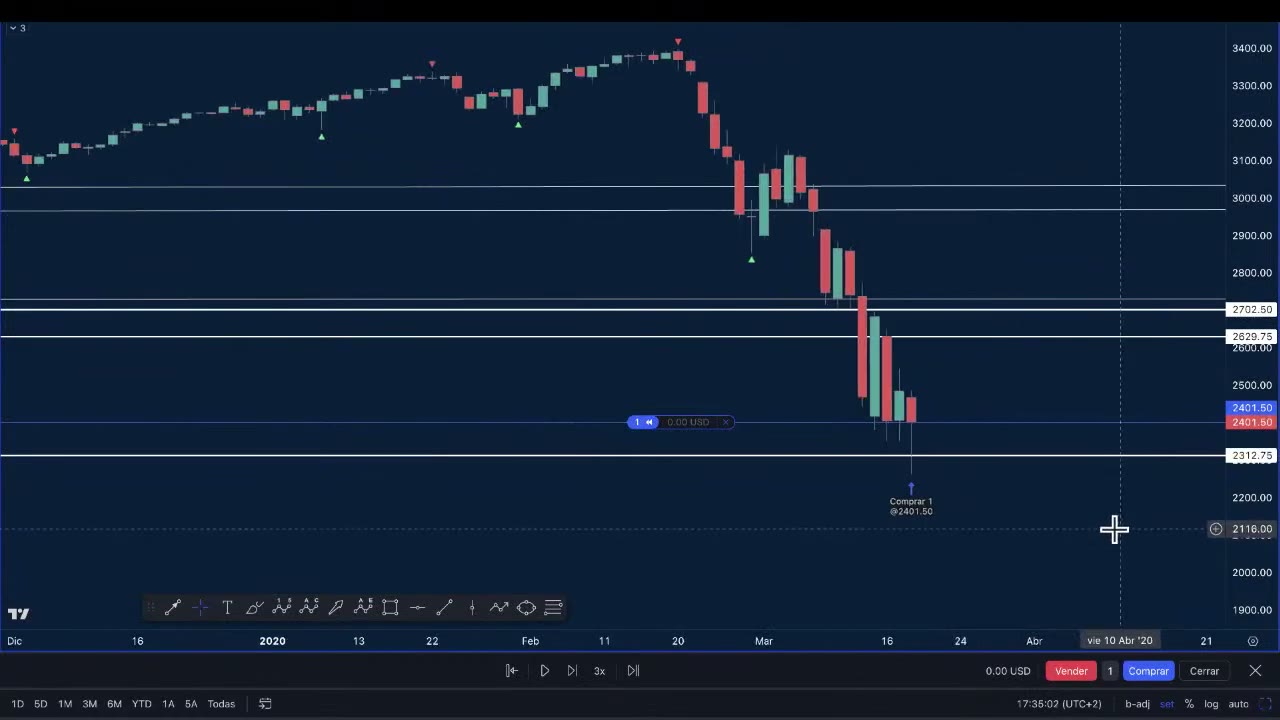 3
3400.00
3300.00
3200.00
3100.00
3000.00
2900.00
2800.00
2702.50
2629.75
2600.00
2500.00
2401.50
2401.50
1 0.00 USD
2312.75
2200.00
Comprar 1
@2401.50
2116.00
2000.00
1900.00
1 S A C A E
T
Dic 16 2020 13 22 Feb 11 20 Mar 16 24 Abr vie 10 Abr '20 21
3x 0.00 USD Vender 1 Comprar Cerrar
1D 5D 1M 3M 6M YTD 1A 5A Todas 17:35:02 (UTC+2) b-adj set % log auto